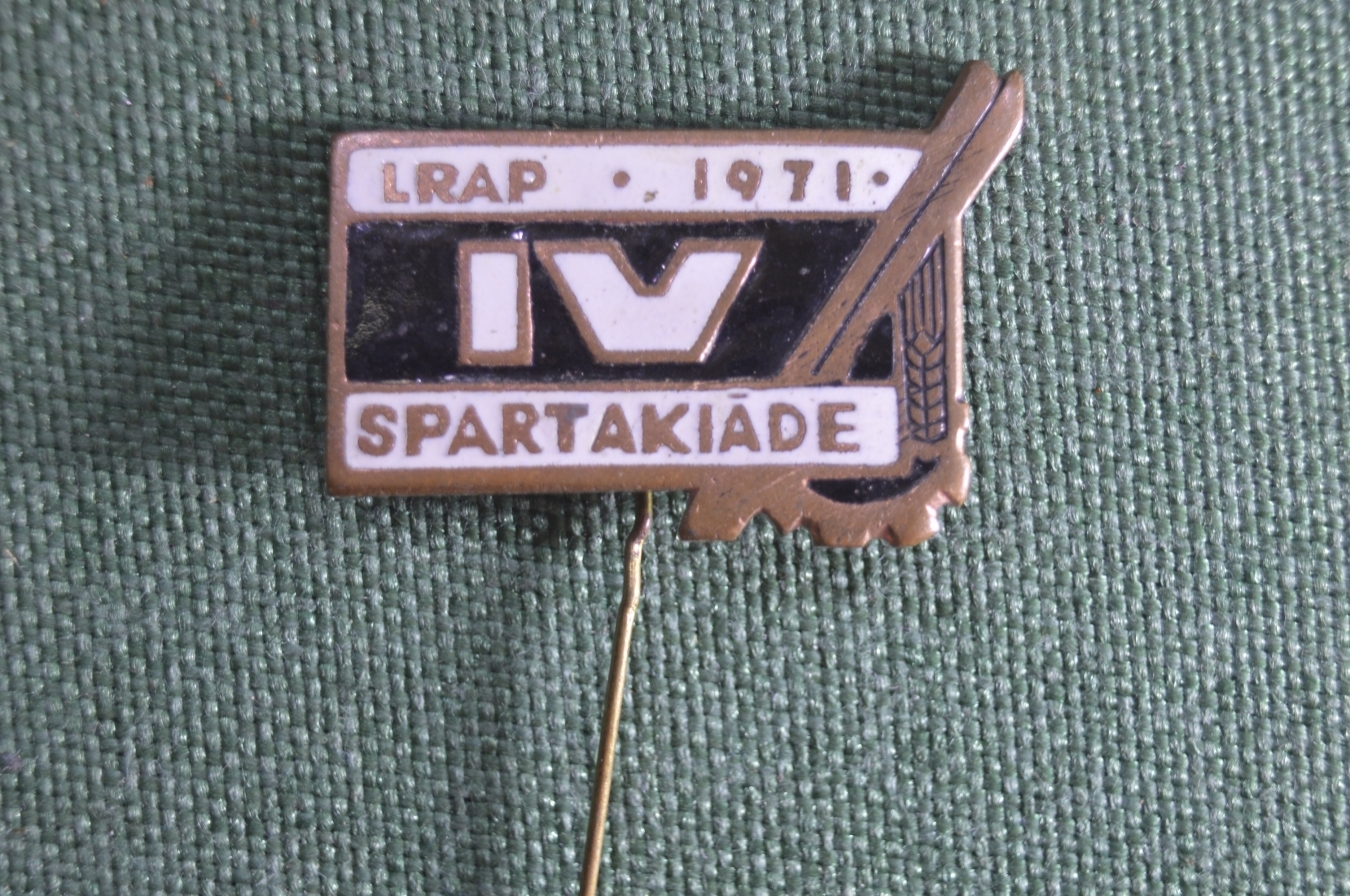 LRAP • 1971 •
IV
SPARTAKIĀDE